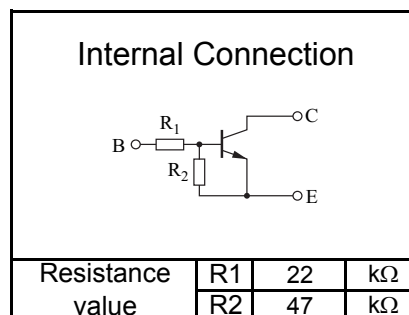 Internal Connection
C
R1
B
R2
E
Resistance value R1 22 kΩ
R2 47 kΩ